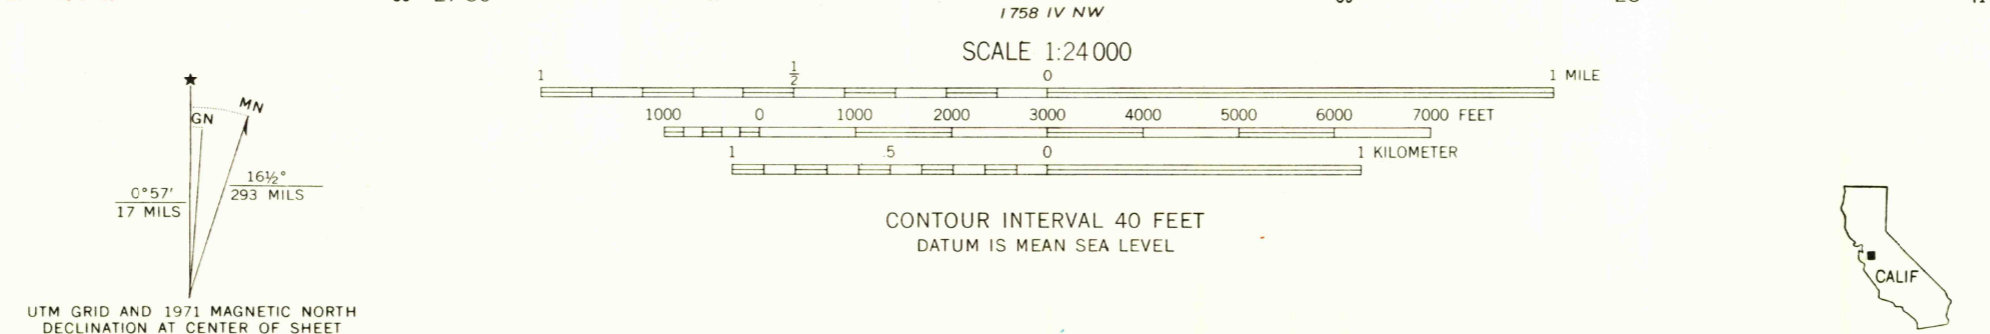 1758 IV NW
SCALE 1:24 000
1 1/2 0 1 MILE
1000 0 1000 2000 3000 4000 5000 6000 7000 FEET
1 .5 0 1 KILOMETER
CONTOUR INTERVAL 40 FEET
DATUM IS MEAN SEA LEVEL
★
MN
GN
16½°
293 MILS
0°57′
17 MILS
UTM GRID AND 1971 MAGNETIC NORTH
DECLINATION AT CENTER OF SHEET
CALIF